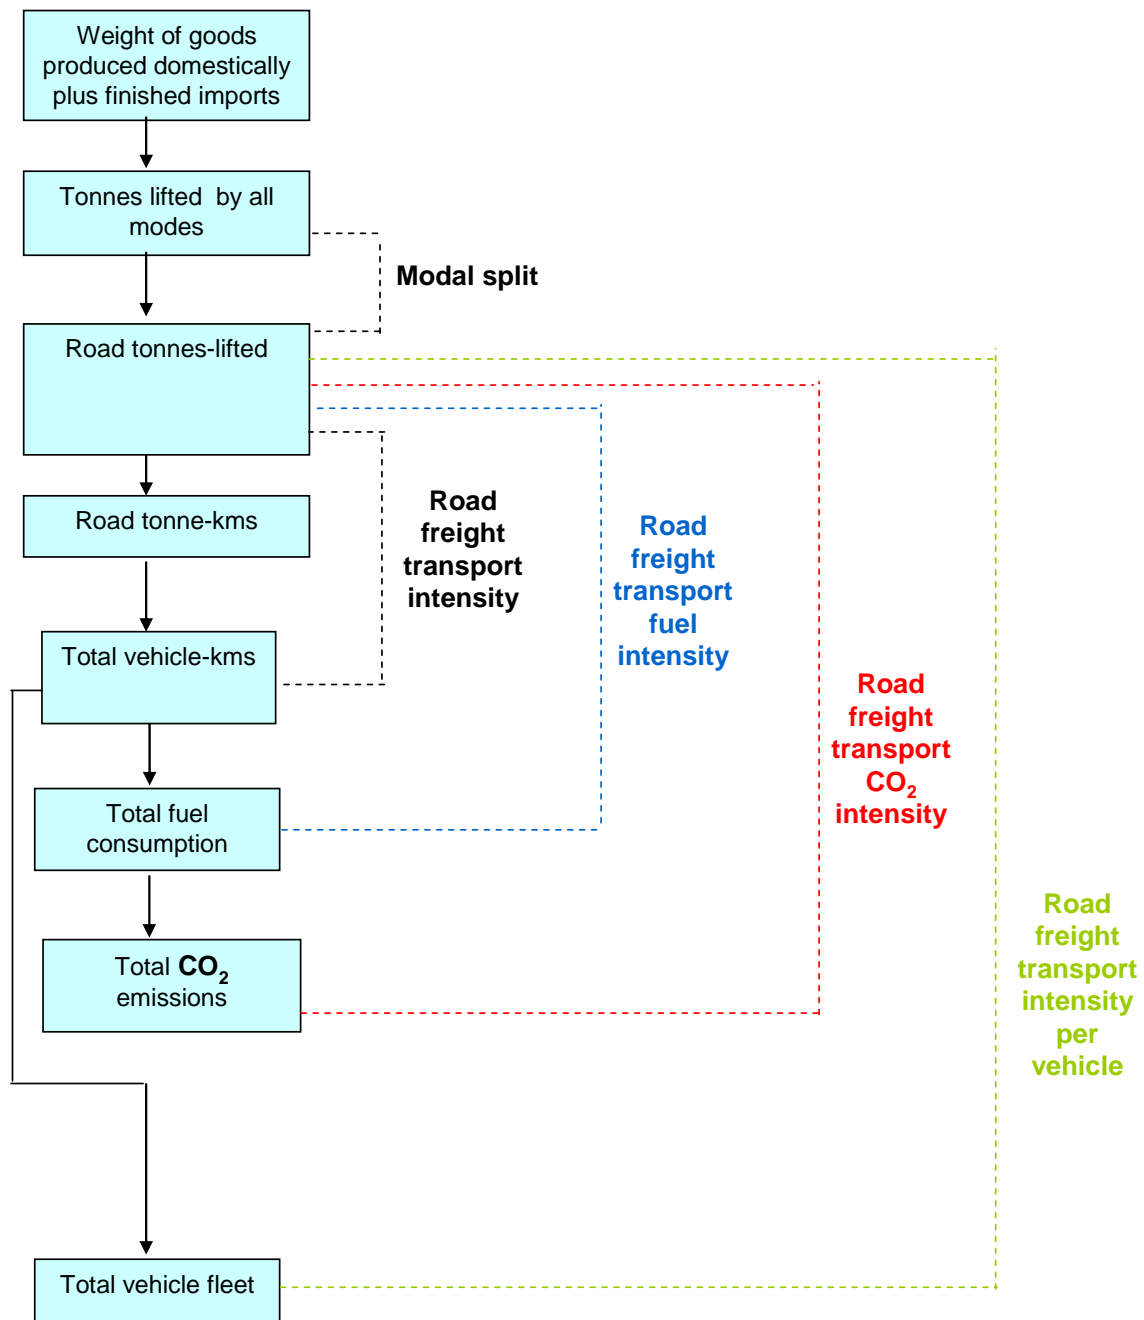 Weight of goods
produced domestically
plus finished imports
Tonnes lifted by all
modes
Modal split
Road tonnes-lifted
Road tonne-kms
Road
freight
transport
intensity
Road
freight
transport
fuel
intensity
Total vehicle-kms
Road
freight
transport
CO₂
intensity
Total fuel
consumption
Total CO₂
emissions
Road
freight
transport
intensity
per
vehicle
Total vehicle fleet